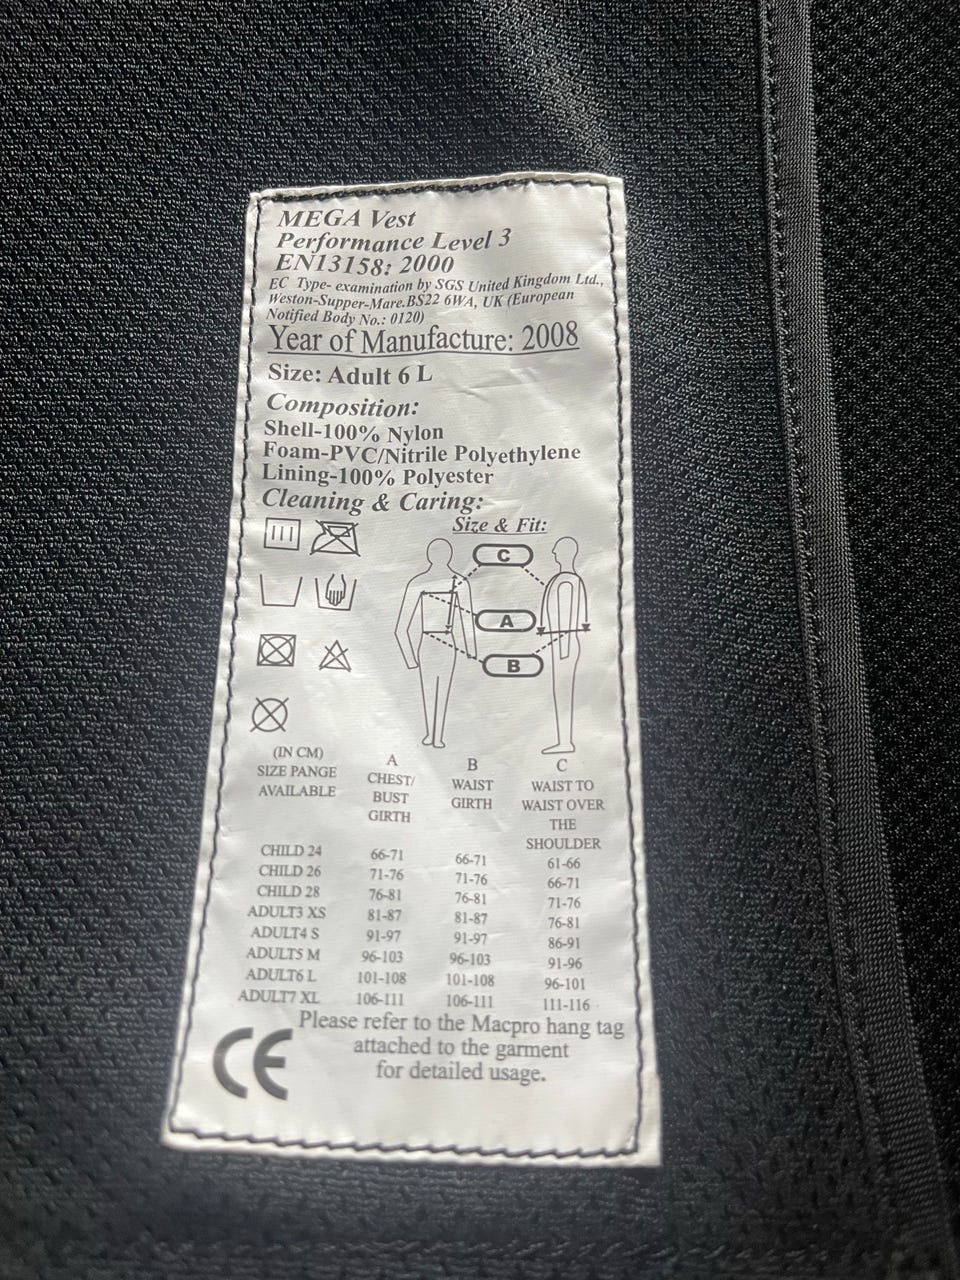 MEGA Vest
Performance Level 3
EN13158: 2000
EC Type- examination by SGS United Kingdom Ltd.,
Weston-Supper-Mare.BS22 6WA, UK (European
Notified Body No.: 0120)
Year of Manufacture: 2008
Size: Adult 6 L
Composition:
Shell-100% Nylon
Foam-PVC/Nitrile Polyethylene
Lining-100% Polyester
Cleaning & Caring:
Size & Fit:
C
A
B
(IN CM)
SIZE PANGE
AVAILABLE
A
CHEST/
BUST
GIRTH
B
WAIST
GIRTH
C
WAIST TO
WAIST OVER
THE
SHOULDER
CHILD 24 66-71 66-71 61-66
CHILD 26 71-76 71-76 66-71
CHILD 28 76-81 76-81 71-76
ADULT3 XS 81-87 81-87 76-81
ADULT4 S 91-97 91-97 86-91
ADULT5 M 96-103 96-103 91-96
ADULT6 L 101-108 101-108 96-101
ADULT7 XL 106-111 106-111 111-116
Please refer to the Macpro hang tag
attached to the garment
for detailed usage.
CE